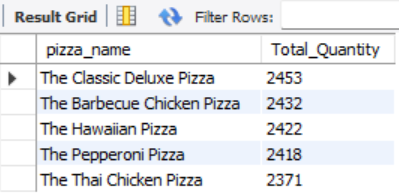 Result Grid Filter Rows:
pizza_name Total_Quantity
The Classic Deluxe Pizza 2453
The Barbecue Chicken Pizza 2432
The Hawaiian Pizza 2422
The Pepperoni Pizza 2418
The Thai Chicken Pizza 2371